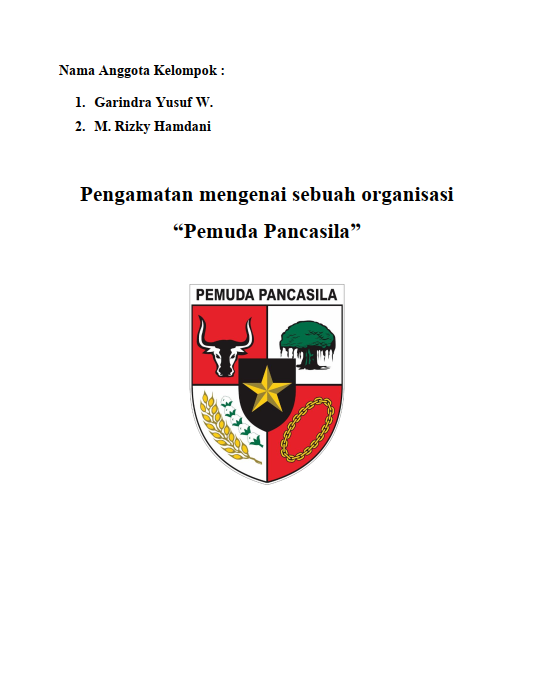 Nama Anggota Kelompok :
1. Garindra Yusuf W.
2. M. Rizky Hamdani
Pengamatan mengenai sebuah organisasi
“Pemuda Pancasila”
PEMUDA PANCASILA